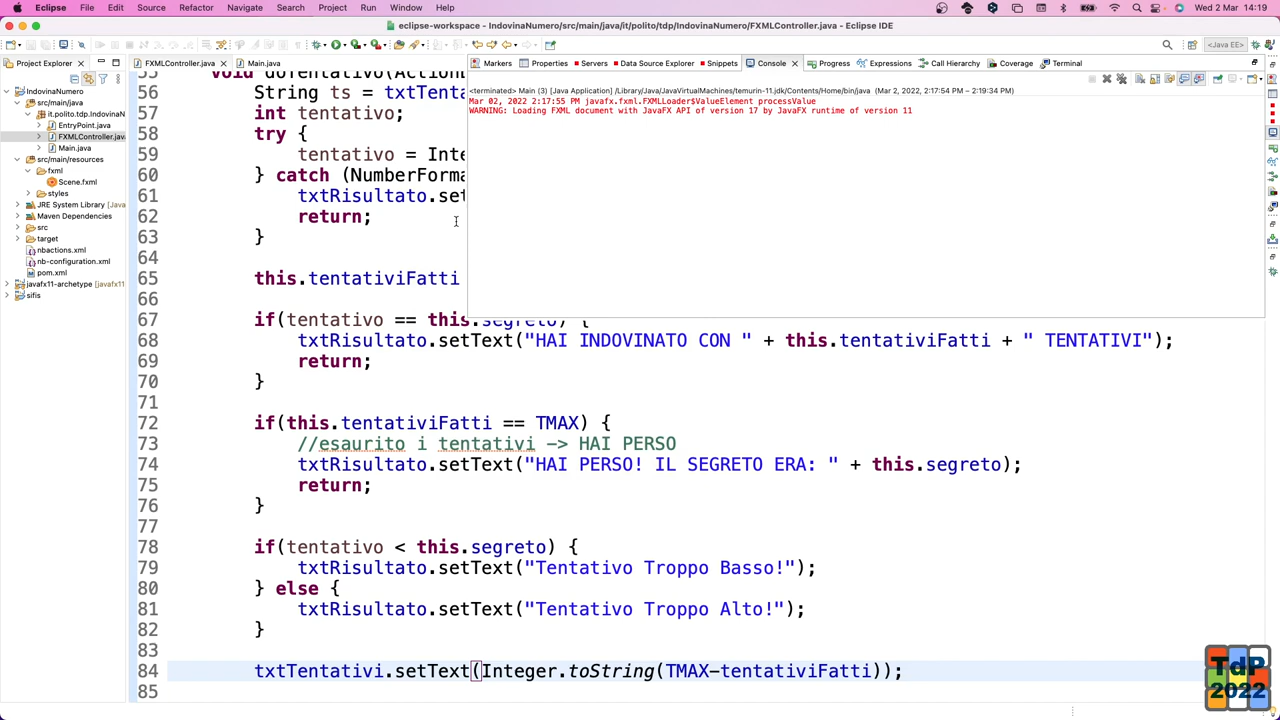 Eclipse File Edit Source Refactor Navigate Search Project Run Window Help Wed 2 Mar 14:19
eclipse-workspace - IndovinaNumero/src/main/java/it/polito/tdp/IndovinaNumero/FXMLController.java - Eclipse IDE
<Java EE>
Project Explorer
FXMLController.java Main.java
Markers Properties Servers Data Source Explorer Snippets Console Progress Expressions Call Hierarchy Coverage Terminal
<terminated> Main (3) [Java Application] /Library/Java/JavaVirtualMachines/temurin-11.jdk/Contents/Home/bin/java (Mar 2, 2022, 2:17:54 PM – 2:19:34 PM)
Mar 02, 2022 2:17:55 PM javafx.fxml.FXMLLoader$ValueElement processValue
WARNING: Loading FXML document with JavaFX API of version 17 by JavaFX runtime of version 11
IndovinaNumero
src/main/java
it.polito.tdp.IndovinaN
EntryPoint.java
FXMLController.java
Main.java
src/main/resources
fxml
Scene.fxml
styles
JRE System Library [Java
Maven Dependencies
src
target
nbactions.xml
nb-configuration.xml
pom.xml
javafx11-archetype [java
sifis
55 void doTentativo(Action
56 String ts = txtTenta
57 int tentativo;
58 try {
59 tentativo = Inte
60 } catch (NumberForma
61 txtRisultato.set
62 return;
63 }
64
65 this.tentativiFatti
66
67 if(tentativo == this.segreto) {
68 txtRisultato.setText("HAI INDOVINATO CON " + this.tentativiFatti + " TENTATIVI");
69 return;
70 }
71
72 if(this.tentativiFatti == TMAX) {
73 //esaurito i tentativi -> HAI PERSO
74 txtRisultato.setText("HAI PERSO! IL SEGRETO ERA: " + this.segreto);
75 return;
76 }
77
78 if(tentativo < this.segreto) {
79 txtRisultato.setText("Tentativo Troppo Basso!");
80 } else {
81 txtRisultato.setText("Tentativo Troppo Alto!");
82 }
83
84 txtTentativi.setText(Integer.toString(TMAX-tentativiFatti));
85
TdP
2022